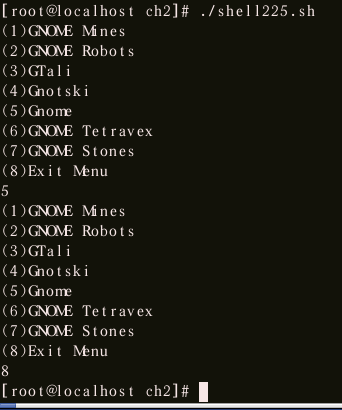 [root@localhost ch2]# ./shell225.sh
(1)GNOME Mines
(2)GNOME Robots
(3)GTali
(4)Gnotski
(5)Gnome
(6)GNOME Tetravex
(7)GNOME Stones
(8)Exit Menu
5
(1)GNOME Mines
(2)GNOME Robots
(3)GTali
(4)Gnotski
(5)Gnome
(6)GNOME Tetravex
(7)GNOME Stones
(8)Exit Menu
8
[root@localhost ch2]#